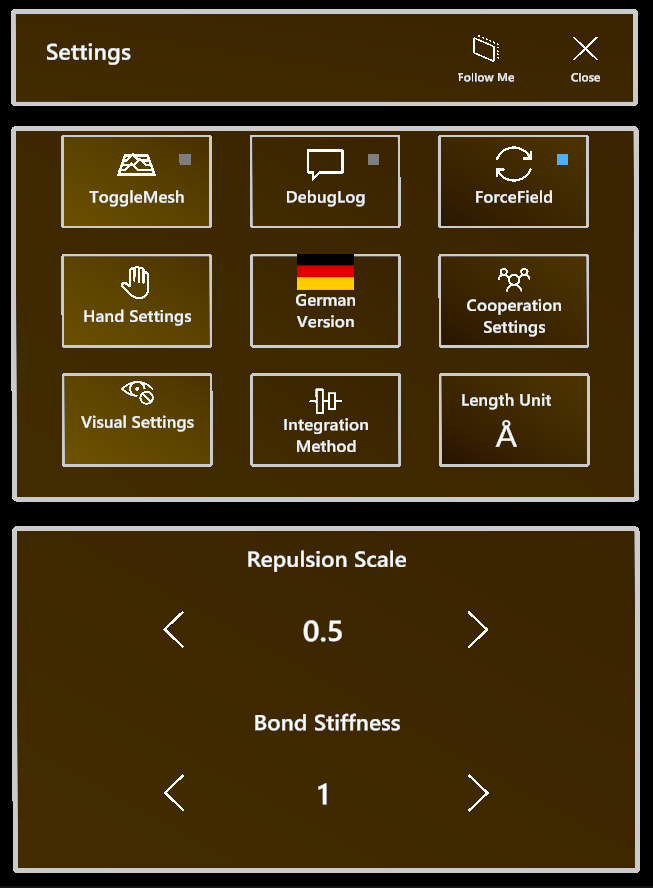 Settings
Follow Me
Close
ToggleMesh
DebugLog
ForceField
Hand Settings
German
Version
Cooperation
Settings
Visual Settings
Integration
Method
Length Unit
Å
Repulsion Scale
0.5
Bond Stiffness
1